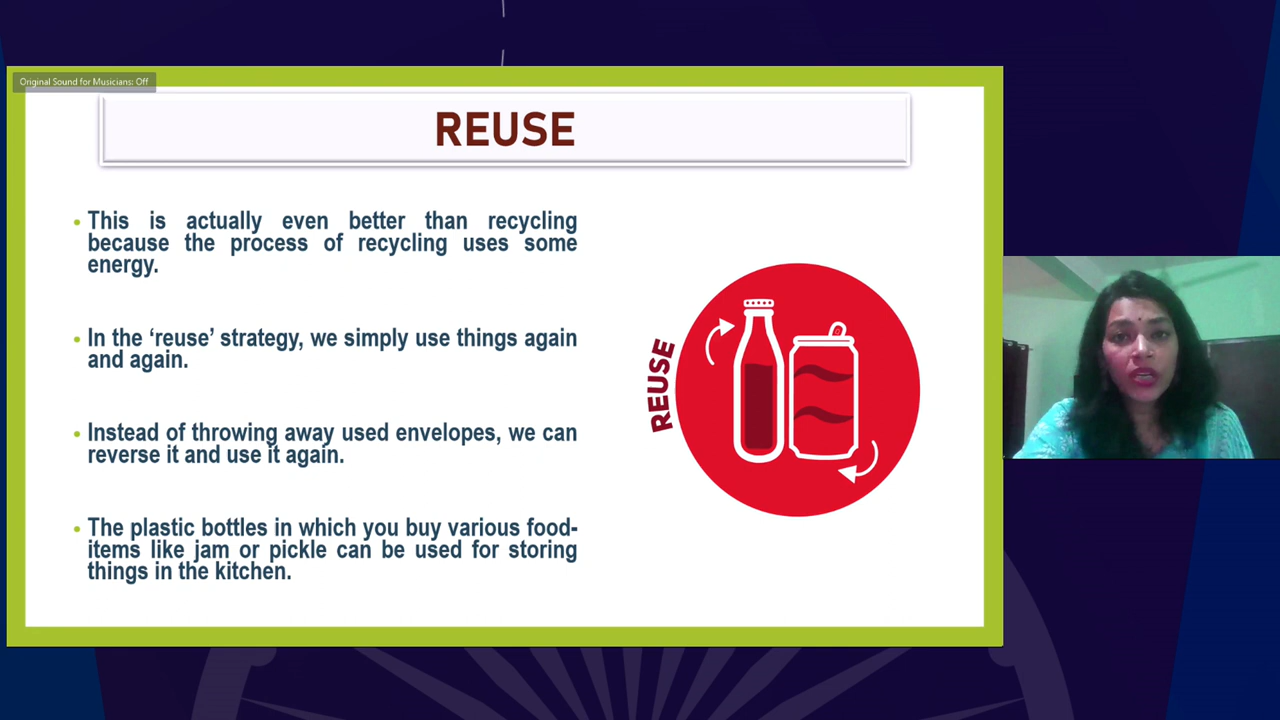 Original Sound for Musicians: Off
REUSE
• This is actually even better than recycling
because the process of recycling uses some
energy.
• In the ‘reuse’ strategy, we simply use things again
and again.
• Instead of throwing away used envelopes, we can
reverse it and use it again.
• The plastic bottles in which you buy various food-
items like jam or pickle can be used for storing
things in the kitchen.
REUSE